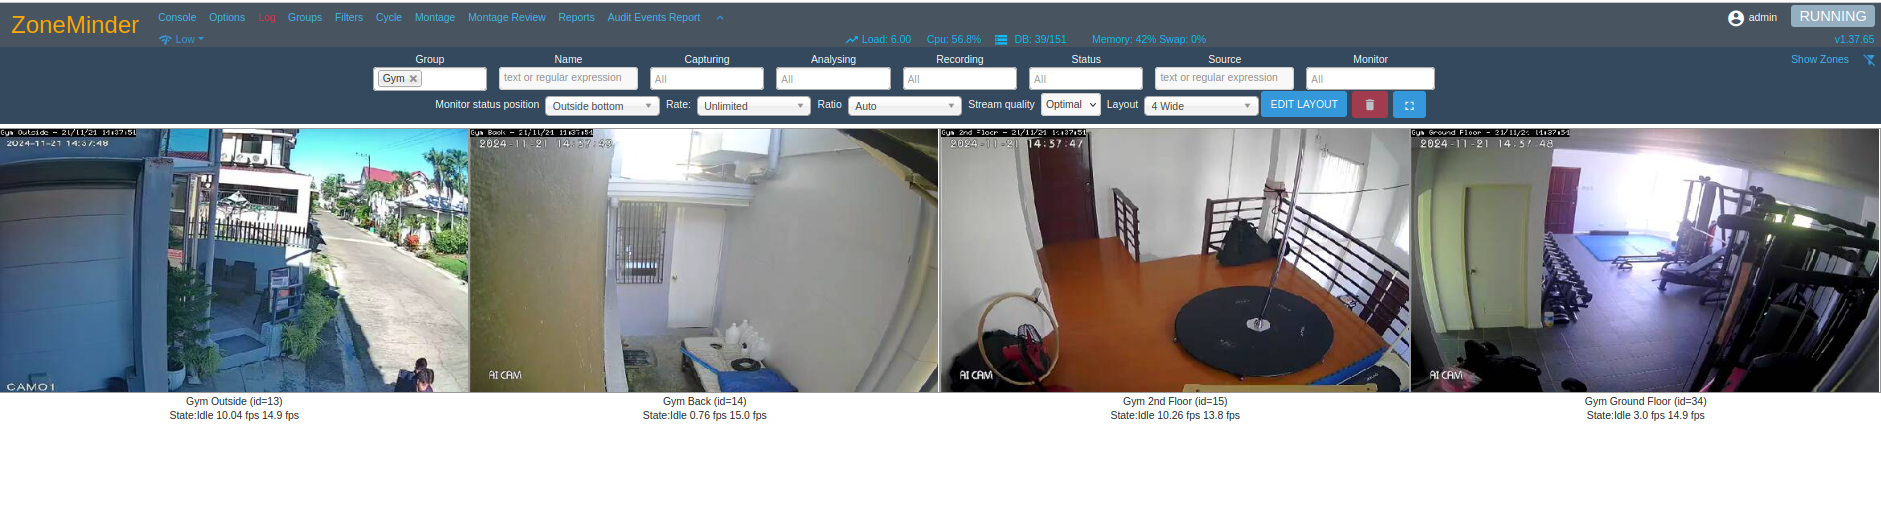 ZoneMinder
Console Options Log Groups Filters Cycle Montage Montage Review Reports Audit Events Report
admin RUNNING
Low
Load: 6.00 Cpu: 56.8% DB: 39/151 Memory: 42% Swap: 0%
v1.37.65
Group Name Capturing Analysing Recording Status Source Monitor
Show Zones
Gym text or regular expression All All All All text or regular expression All
Monitor status position Outside bottom Rate: Unlimited Ratio Auto Stream quality Optimal Layout 4 Wide EDIT LAYOUT
Gym Outside - 21/11/24 14:37:51
Gym Back - 21/11/24 14:37:51
Gym 2nd Floor - 21/11/24 14:37:51
Gym Ground Floor - 21/11/24 14:37:51
2024-11-21 14:37:48
2024-11-21 14:37:49
2024-11-21 14:37:47
2024-11-21 14:37:48
CAM01
AI CAM
AI CAM
AI CAM
Gym Outside (id=13)
State:Idle 10.04 fps 14.9 fps
Gym Back (id=14)
State:Idle 0.76 fps 15.0 fps
Gym 2nd Floor (id=15)
State:Idle 10.26 fps 13.8 fps
Gym Ground Floor (id=34)
State:Idle 3.0 fps 14.9 fps